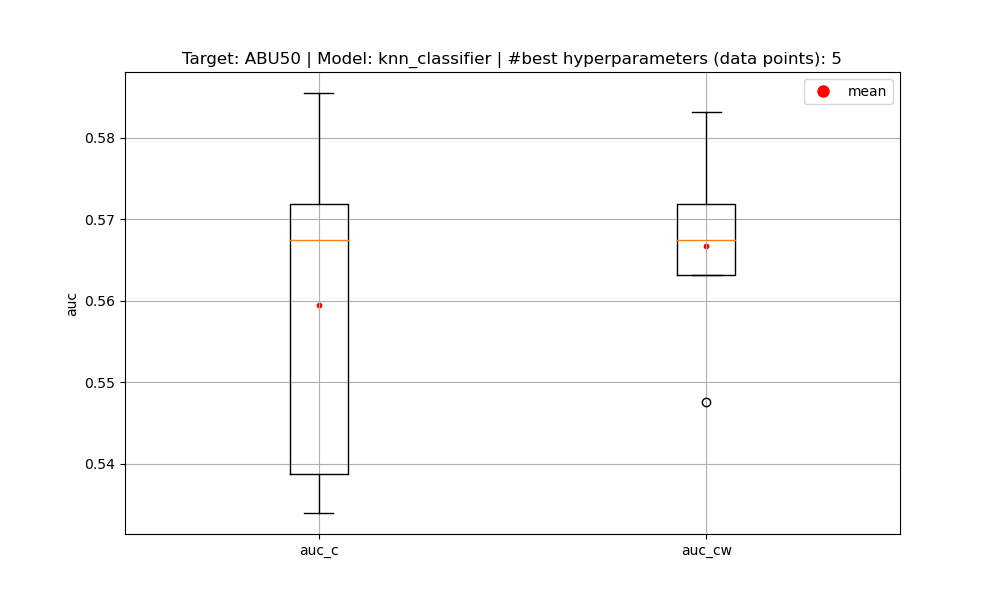 Target: ABU50 | Model: knn_classifier | #best hyperparameters (data points): 5
mean
0.58
0.57
0.56
0.55
0.54
auc
auc_c
auc_cw